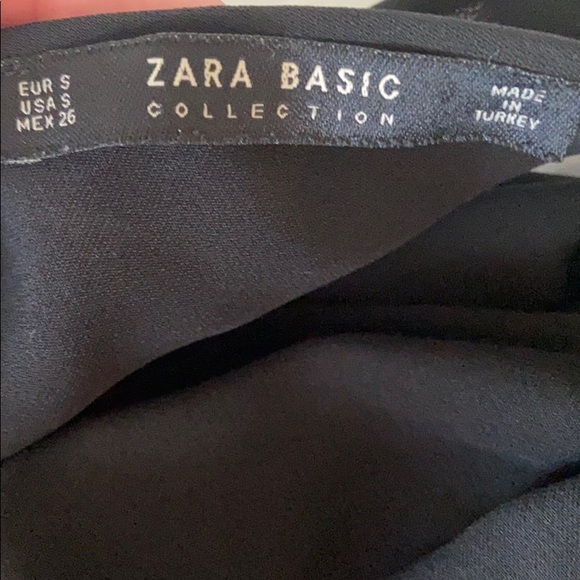 EUR S
USA S
MEX 26
ZARA BASIC
COLLECTION
MADE
IN
TURKEY